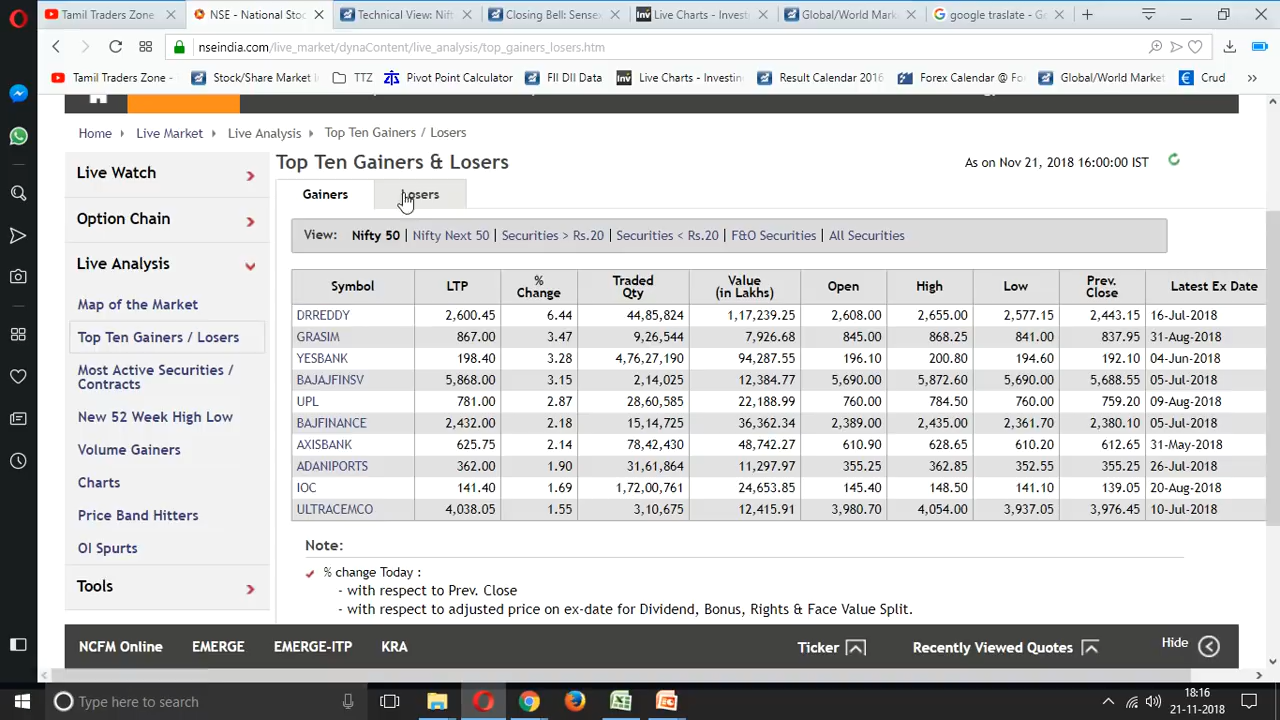 Tamil Traders Zone
NSE - National Stoc
Technical View: Nift
Closing Bell: Sensex
Live Charts - Investi
Global/World Mark
google traslate - Go
nseindia.com/live_market/dynaContent/live_analysis/top_gainers_losers.htm
Tamil Traders Zone -
Stock/Share Market I
TTZ
Pivot Point Calculator
FII DII Data
Live Charts - Investin
Result Calendar 2016
Forex Calendar @ Fo
Global/World Market
Crud
Home Live Market Live Analysis Top Ten Gainers / Losers
Live Watch
Option Chain
Live Analysis
Map of the Market
Top Ten Gainers / Losers
Most Active Securities /
Contracts
New 52 Week High Low
Volume Gainers
Charts
Price Band Hitters
OI Spurts
Tools
Top Ten Gainers & Losers
As on Nov 21, 2018 16:00:00 IST
Gainers Losers
View: Nifty 50 | Nifty Next 50 | Securities > Rs.20 | Securities < Rs.20 | F&O Securities | All Securities
Symbol LTP % Change Traded Qty Value (in Lakhs) Open High Low Prev. Close Latest Ex Date
DRREDDY 2,600.45 6.44 44,85,824 1,17,239.25 2,608.00 2,655.00 2,577.15 2,443.15 16-Jul-2018
GRASIM 867.00 3.47 9,26,544 7,926.68 845.00 868.25 841.00 837.95 31-Aug-2018
YESBANK 198.40 3.28 4,76,27,190 94,287.55 196.10 200.80 194.60 192.10 04-Jun-2018
BAJAJFINSV 5,868.00 3.15 2,14,025 12,384.77 5,690.00 5,872.60 5,690.00 5,688.55 05-Jul-2018
UPL 781.00 2.87 28,60,585 22,188.99 760.00 784.50 760.00 759.20 09-Aug-2018
BAJFINANCE 2,432.00 2.18 15,14,725 36,362.34 2,389.00 2,435.00 2,361.70 2,380.10 05-Jul-2018
AXISBANK 625.75 2.14 78,42,430 48,742.27 610.90 628.65 610.20 612.65 31-May-2018
ADANIPORTS 362.00 1.90 31,61,864 11,297.97 355.25 362.85 352.55 355.25 26-Jul-2018
IOC 141.40 1.69 1,72,00,761 24,653.85 145.40 148.50 141.10 139.05 20-Aug-2018
ULTRACEMCO 4,038.05 1.55 3,10,675 12,415.91 3,980.70 4,054.00 3,937.05 3,976.45 10-Jul-2018
Note:
% change Today :
- with respect to Prev. Close
- with respect to adjusted price on ex-date for Dividend, Bonus, Rights & Face Value Split.
NCFM Online EMERGE EMERGE-ITP KRA Ticker Recently Viewed Quotes Hide
Type here to search
18:16
21-11-2018